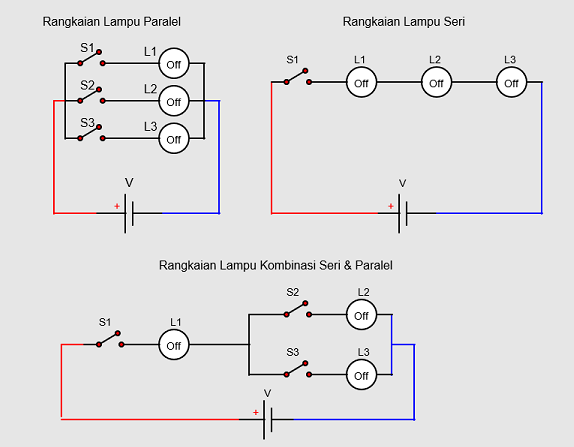 Rangkaian Lampu Paralel
S1 L1
Off
S2 L2
Off
S3 L3
Off
V
+
Rangkaian Lampu Seri
S1 L1 L2 L3
Off Off Off
V
+
Rangkaian Lampu Kombinasi Seri & Paralel
S2 L2
Off
S1 L1
Off
S3 L3
Off
V
+